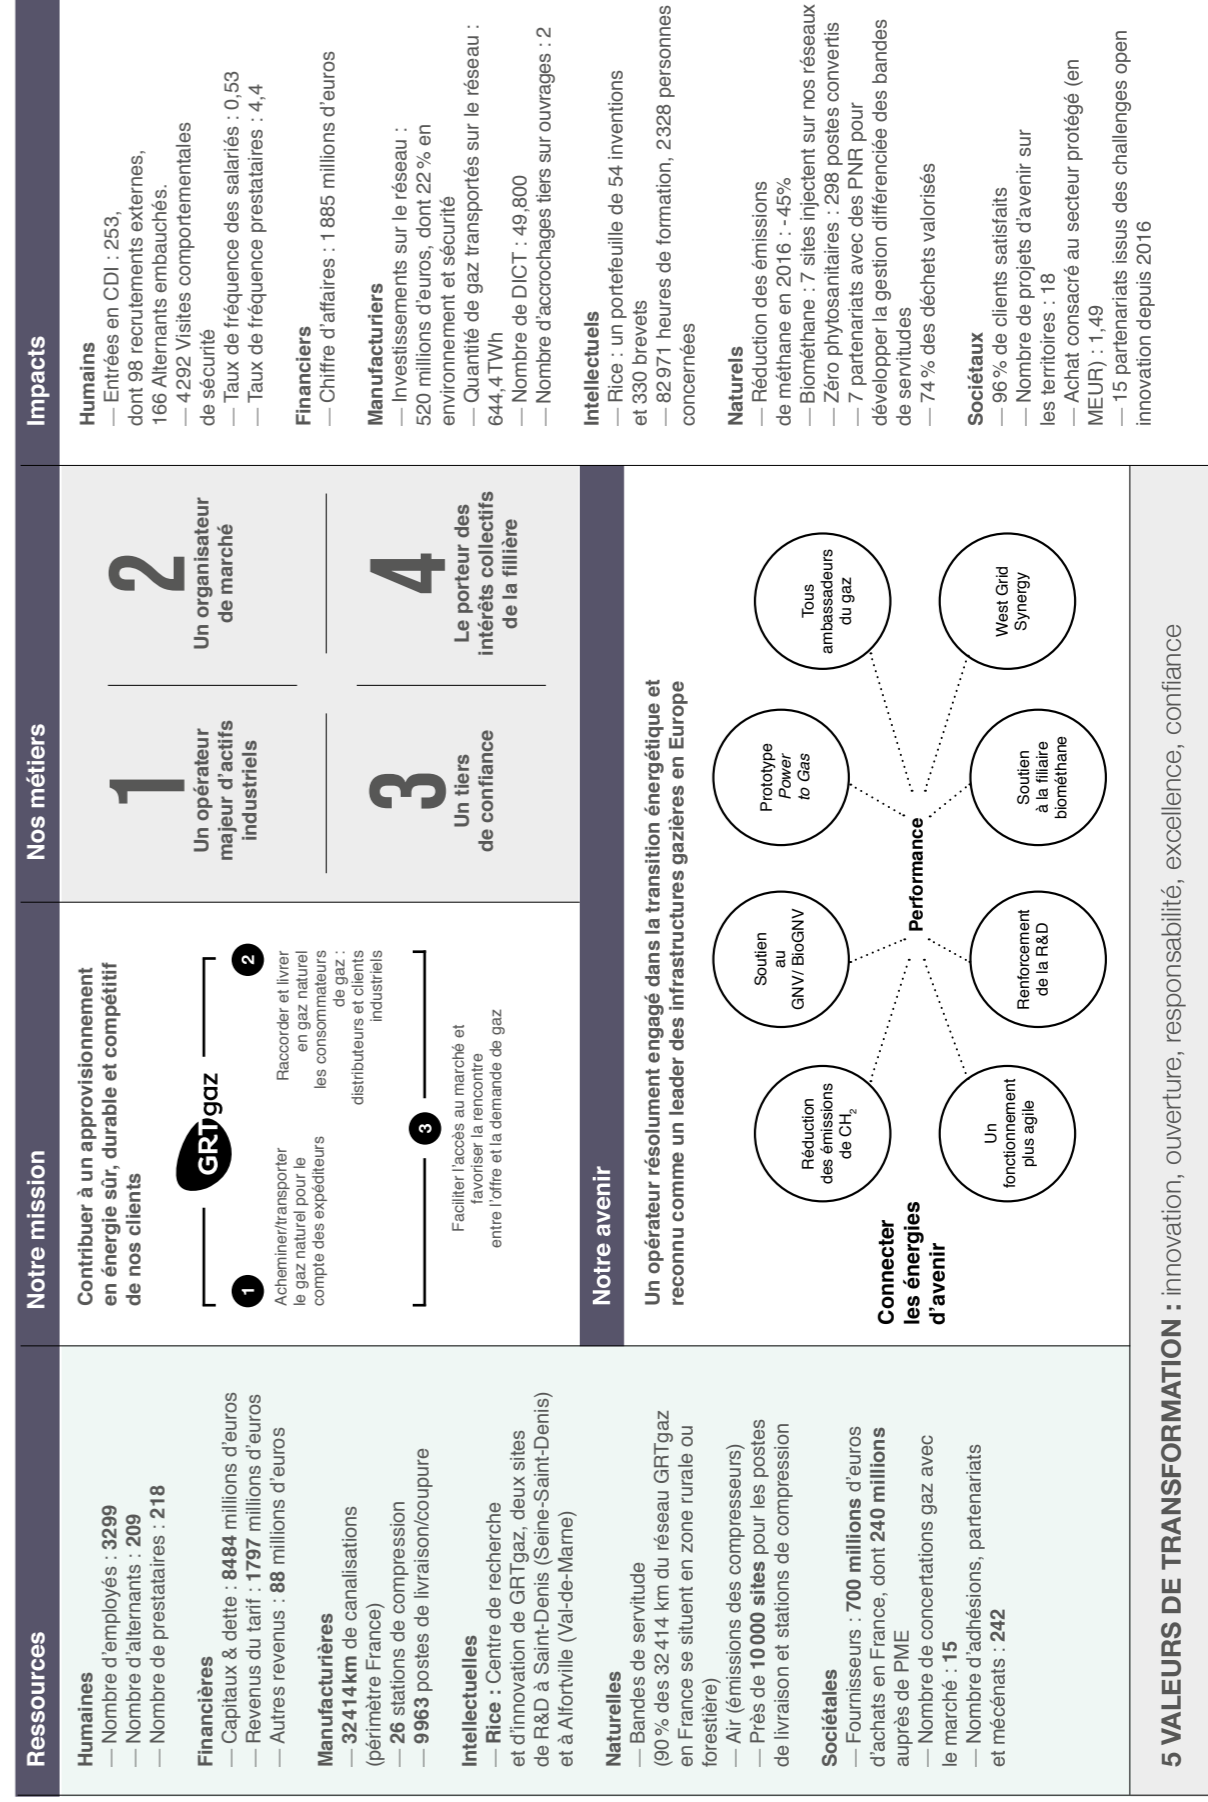 Ressources
Humaines
— Nombre d'employés : 3299
— Nombre d'alternants : 209
— Nombre de prestataires : 218
Financières
— Capitaux & dette : 8484 millions d'euros
— Revenus du tarif : 1797 millions d'euros
— Autres revenus : 88 millions d'euros
Manufacturières
— 32414 km de canalisations
(périmètre France)
— 26 stations de compression
— 9963 postes de livraison/coupure
Intellectuelles
— Rice : Centre de recherche
et d'innovation de GRTgaz, deux sites
de R&D à Saint-Denis (Seine-Saint-Denis)
et à Alfortville (Val-de-Marne)
Naturelles
— Bandes de servitude
(90 % des 32 414 km du réseau GRTgaz
en France se situent en zone rurale ou
forestière)
— Air (émissions des compresseurs)
— Près de 10000 sites pour les postes
de livraison et stations de compression
Sociétales
— Fournisseurs : 700 millions d'euros
d'achats en France, dont 240 millions
auprès de PME
— Nombre de concertations gaz avec
le marché : 15
— Nombre d'adhésions, partenariats
et mécénats : 242
Notre mission
Contribuer à un approvisionnement
en énergie sûr, durable et compétitif
de nos clients
GRTgaz
1
Acheminer/transporter
le gaz naturel pour le
compte des expéditeurs
2
Raccorder et livrer
en gaz naturel
les consommateurs
de gaz :
distributeurs et clients
industriels
3
Faciliter l'accès au marché et
favoriser la rencontre
entre l'offre et la demande de gaz
Nos métiers
1
Un opérateur
majeur d'actifs
industriels
2
Un organisateur
de marché
3
Un tiers
de confiance
4
Le porteur des
intérêts collectifs
de la fillière
Notre avenir
Un opérateur résolument engagé dans la transition énergétique et
reconnu comme un leader des infrastructures gazières en Europe
Connecter
les énergies
d'avenir
Réduction
des émissions
de CH2
Soutien
au
GNV/ BioGNV
Prototype
Power
to Gas
Tous
ambassadeurs
du gaz
Performance
Un
fonctionnement
plus agile
Renforcement
de la R&D
Soutien
à la filiaire
biométhane
West Grid
Synergy
Impacts
Humains
— Entrées en CDI : 253,
dont 98 recrutements externes,
166 Alternants embauchés.
— 4292 Visites comportementales
de sécurité
— Taux de fréquence des salariés : 0,53
— Taux de fréquence prestataires : 4,4
Financiers
— Chiffre d'affaires : 1885 millions d'euros
Manufacturiers
— Investissements sur le réseau :
520 millions d'euros, dont 22 % en
environnement et sécurité
— Quantité de gaz transportés sur le réseau :
644,4 TWh
— Nombre de DICT : 49,800
— Nombre d'accrochages tiers sur ouvrages : 2
Intellectuels
— Rice : un portefeuille de 54 inventions
et 330 brevets
— 82 971 heures de formation, 2328 personnes
concernées
Naturels
— Réduction des émissions
de méthane en 2016 : -45%
— Biométhane : 7 sites injectent sur nos réseaux
— Zéro phytosanitaires : 298 postes convertis
— 7 partenariats avec des PNR pour
développer la gestion différenciée des bandes
de servitudes
— 74 % des déchets valorisés
Sociétaux
— 96 % de clients satisfaits
— Nombre de projets d'avenir sur
les territoires : 18
— Achat consacré au secteur protégé (en
MEUR) : 1,49
— 15 partenariats issus des challenges open
innovation depuis 2016
5 VALEURS DE TRANSFORMATION : innovation, ouverture, responsabilité, excellence, confiance